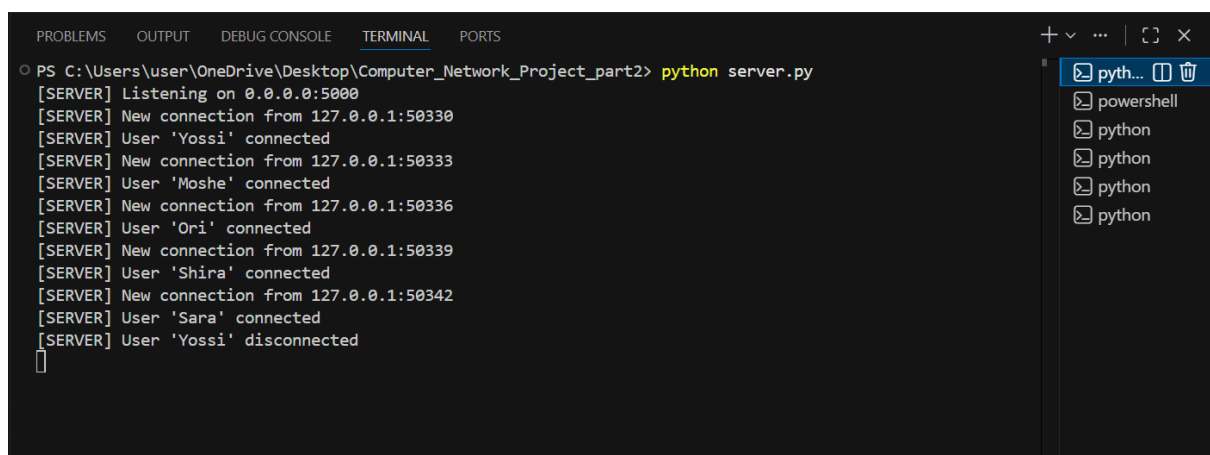 PROBLEMS OUTPUT DEBUG CONSOLE TERMINAL PORTS
PS C:\Users\user\OneDrive\Desktop\Computer_Network_Project_part2> python server.py
[SERVER] Listening on 0.0.0.0:5000
[SERVER] New connection from 127.0.0.1:50330
[SERVER] User 'Yossi' connected
[SERVER] New connection from 127.0.0.1:50333
[SERVER] User 'Moshe' connected
[SERVER] New connection from 127.0.0.1:50336
[SERVER] User 'Ori' connected
[SERVER] New connection from 127.0.0.1:50339
[SERVER] User 'Shira' connected
[SERVER] New connection from 127.0.0.1:50342
[SERVER] User 'Sara' connected
[SERVER] User 'Yossi' disconnected
pyth...
powershell
python
python
python
python